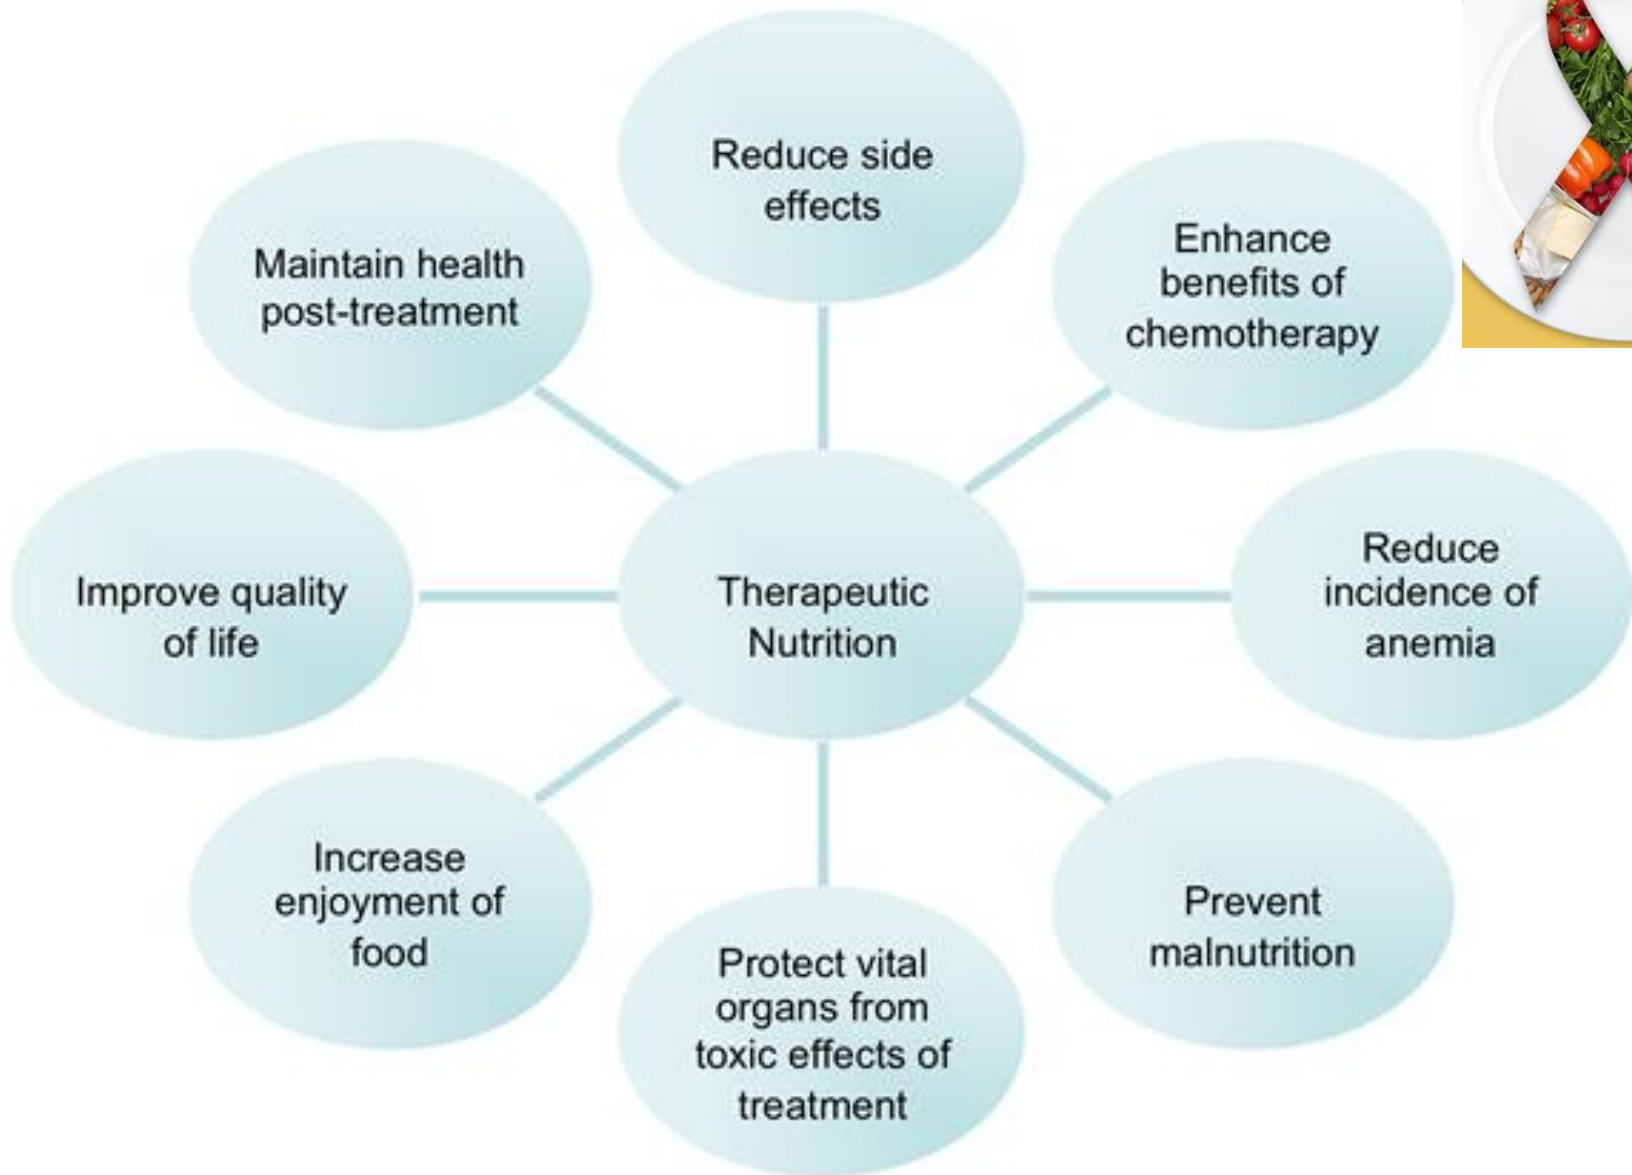 Reduce side
effects
Enhance
benefits of
chemotherapy
Reduce
incidence of
anemia
Prevent
malnutrition
Protect vital
organs from
toxic effects of
treatment
Increase
enjoyment of
food
Improve quality
of life
Maintain health
post-treatment
Therapeutic
Nutrition